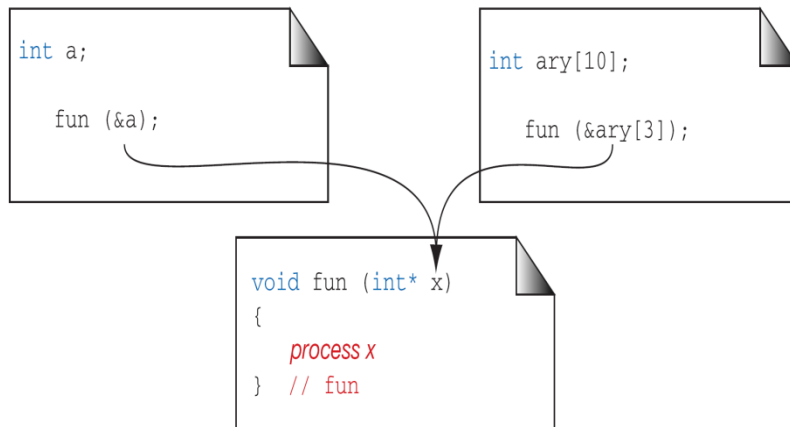 int a;
fun (&a);
int ary[10];
fun (&ary[3]);
void fun (int* x)
{
process x
} // fun